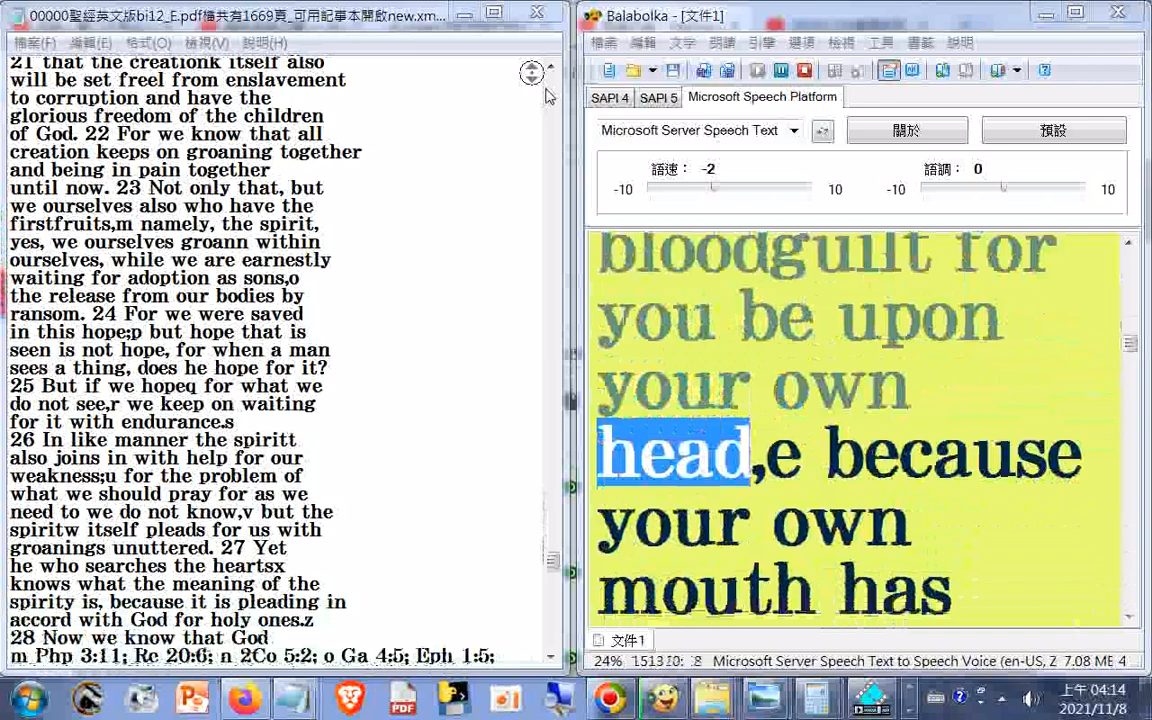 00000聖經英文版bi12_E.pdf檔共有1669頁_可用記事本開啟new.xm...
檔案(F) 編輯(E) 格式(O) 檢視(V) 說明(H)
21 that the creationk itself also
will be set freel from enslavement
to corruption and have the
glorious freedom of the children
of God. 22 For we know that all
creation keeps on groaning together
and being in pain together
until now. 23 Not only that, but
we ourselves also who have the
firstfruits,m namely, the spirit,
yes, we ourselves groann within
ourselves, while we are earnestly
waiting for adoption as sons,o
the release from our bodies by
ransom. 24 For we were saved
in this hope;p but hope that is
seen is not hope, for when a man
sees a thing, does he hope for it?
25 But if we hopeq for what we
do not see,r we keep on waiting
for it with endurance.s
26 In like manner the spiritt
also joins in with help for our
weakness;u for the problem of
what we should pray for as we
need to we do not know,v but the
spiritw itself pleads for us with
groanings unuttered. 27 Yet
he who searches the heartsx
knows what the meaning of the
spirity is, because it is pleading in
accord with God for holy ones.z
28 Now we know that God
m Php 3:11; Re 20:6; n 2Co 5:2; o Ga 4:5; Eph 1:5;
Balabolka - [文件1]
檔案 編輯 文字 朗讀 引擎 選項 檢視 工具 書籤 說明
SAPI 4 SAPI 5 Microsoft Speech Platform
Microsoft Server Speech Text 關於 預設
語速： -2 語調： 0
-10 10 -10 10
bloodguilt for
you be upon
your own
head,e because
your own
mouth has
文件1
24% Microsoft Server Speech Text to Speech Voice (en-US, Z 7.08 ME 4
PDF
上午 04:14
2021/11/8